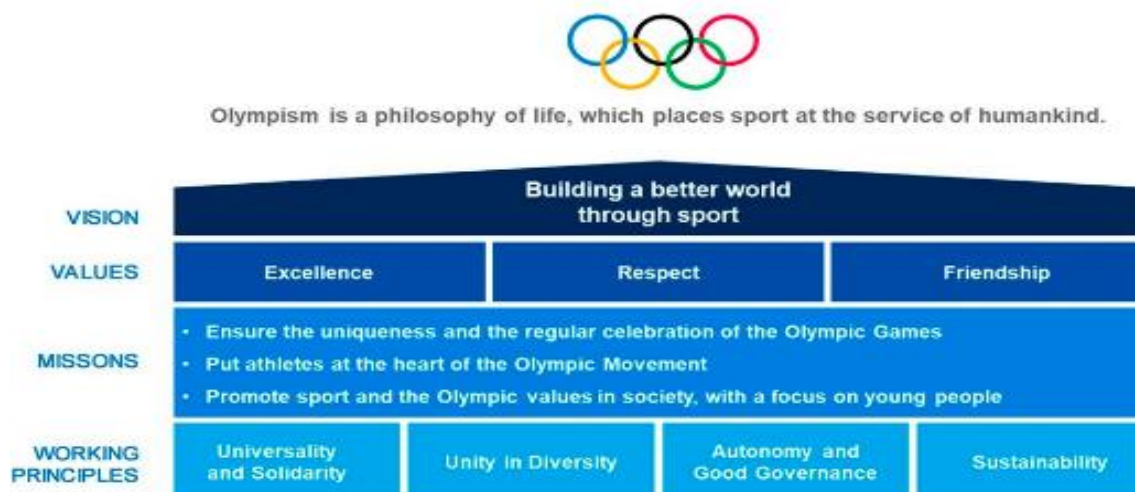 Olympism is a philosophy of life, which places sport at the service of humankind.
VISION
Building a better world
through sport
VALUES
Excellence
Respect
Friendship
MISSONS
• Ensure the uniqueness and the regular celebration of the Olympic Games
• Put athletes at the heart of the Olympic Movement
• Promote sport and the Olympic values in society, with a focus on young people
WORKING
PRINCIPLES
Universality
and Solidarity
Unity in Diversity
Autonomy and
Good Governance
Sustainability